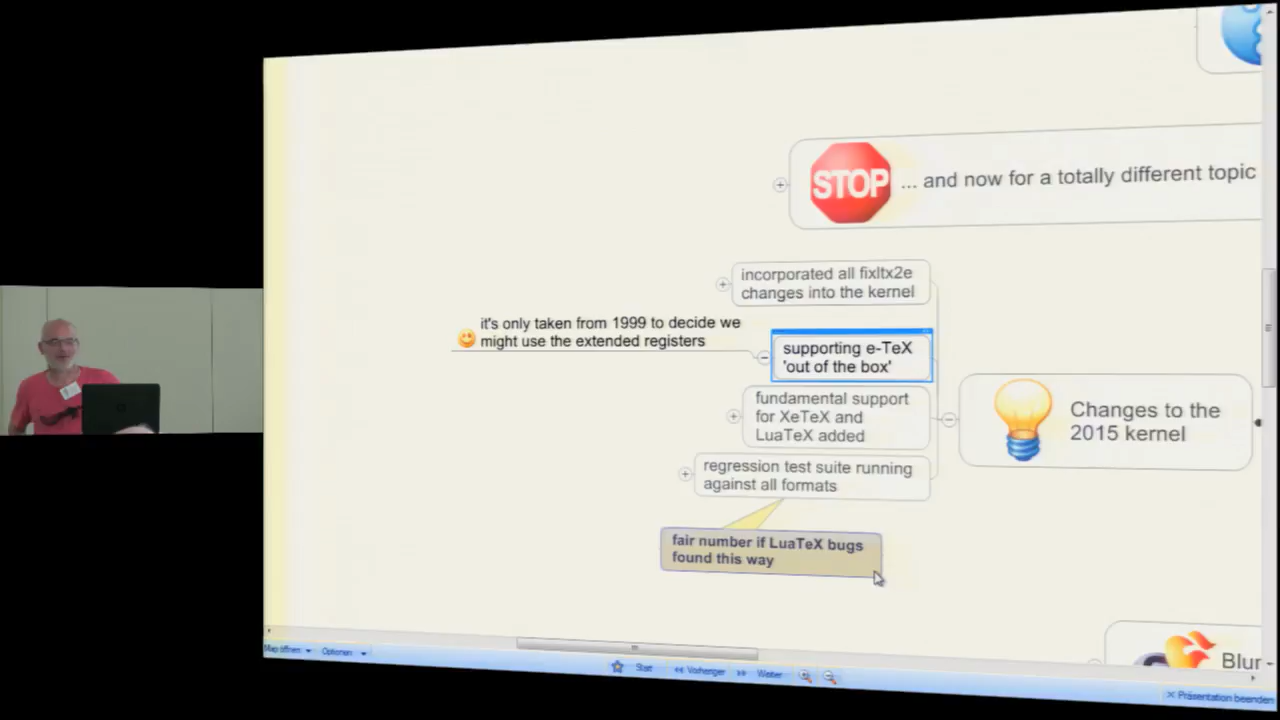 STOP
... and now for a totally different topic
incorporated all fixltx2e
changes into the kernel
it's only taken from 1999 to decide we
might use the extended registers
supporting e-TeX
'out of the box'
fundamental support
for XeTeX and
LuaTeX added
regression test suite running
against all formats
fair number if LuaTeX bugs
found this way
Changes to the
2015 kernel
Blur -
Map öffnen
Optionen
Start
Vorheriger
Weiter
Präsentation beenden